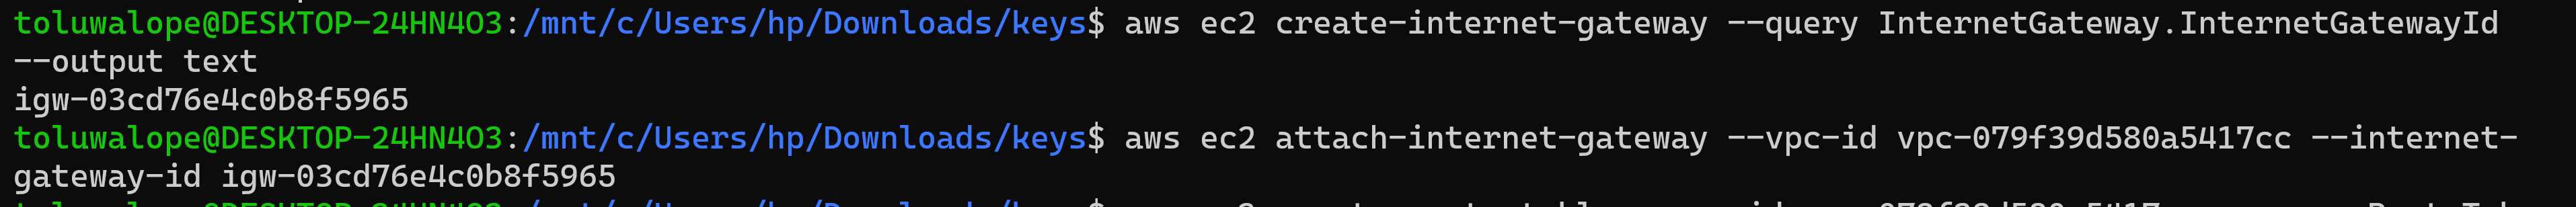 toluwalope@DESKTOP-24HN4O3:/mnt/c/Users/hp/Downloads/keys$ aws ec2 create-internet-gateway --query InternetGateway.InternetGatewayId
--output text
igw-03cd76e4c0b8f5965
toluwalope@DESKTOP-24HN4O3:/mnt/c/Users/hp/Downloads/keys$ aws ec2 attach-internet-gateway --vpc-id vpc-079f39d580a5417cc --internet-
gateway-id igw-03cd76e4c0b8f5965